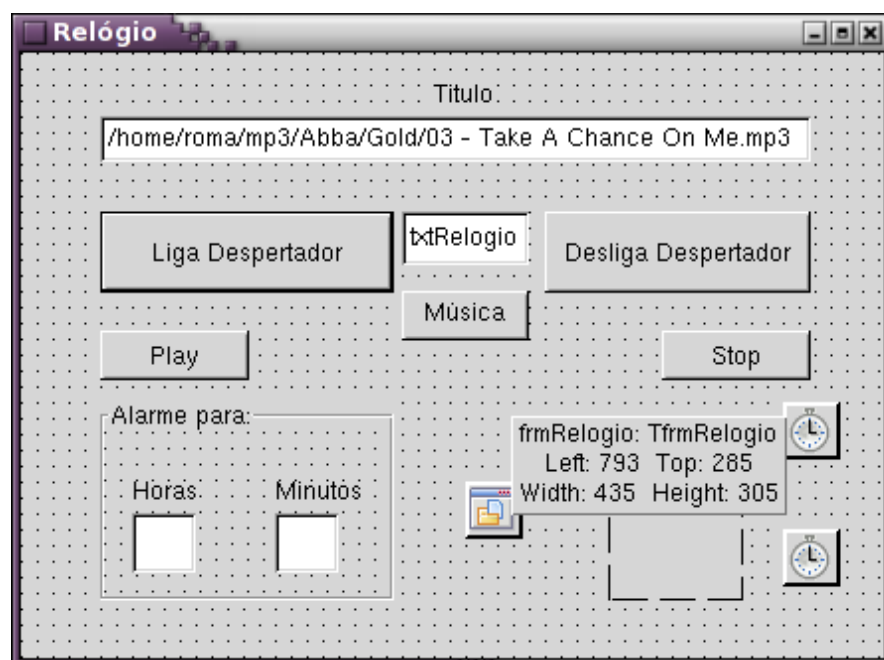 Relógio
Titulo
/home/roma/mp3/Abba/Gold/03 - Take A Chance On Me.mp3
Liga Despertador
txtRelogio
Desliga Despertador
Música
Play
Stop
Alarme para:
frmRelogio: TfrmRelogio
Left: 793 Top: 285
Width: 435 Height: 305
Horas
Minutos